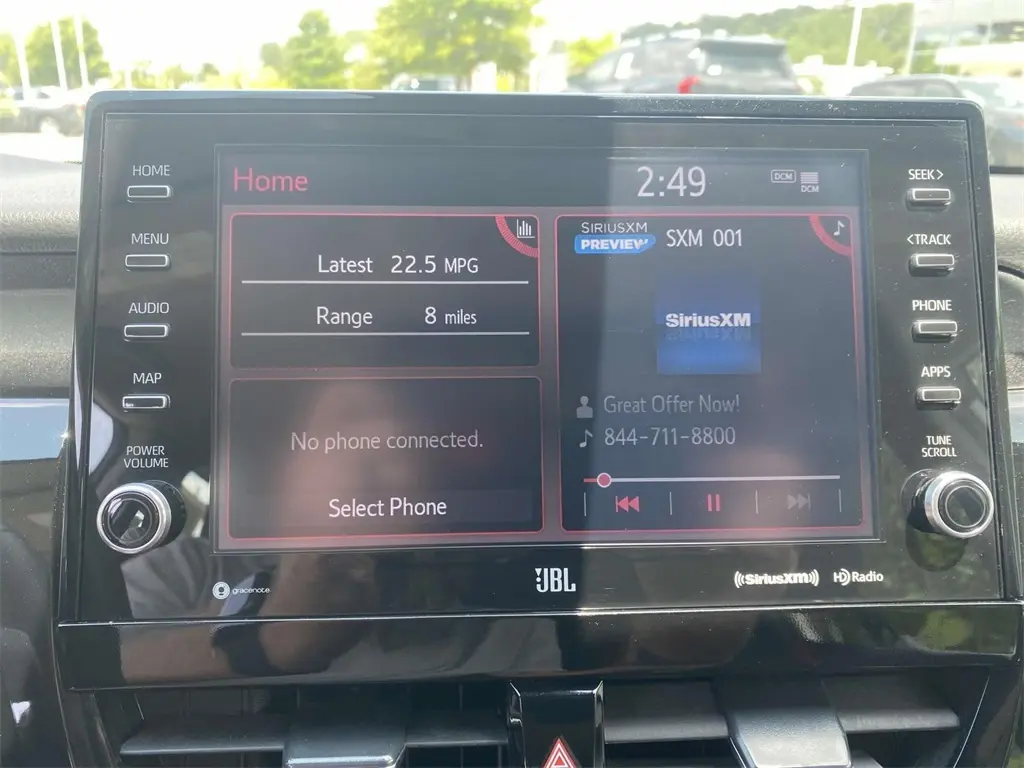 HOME
MENU
AUDIO
MAP
POWER
VOLUME
Home
2:49
DCM
DCM
Latest 22.5 MPG
Range 8 miles
No phone connected.
Select Phone
SIRIUSXM
PREVIEW
SXM 001
SiriusXM
Great Offer Now!
844-711-8800
SEEK>
<TRACK
PHONE
APPS
TUNE
SCROLL
gracenote
JBL
((SiriusXM))
HD Radio